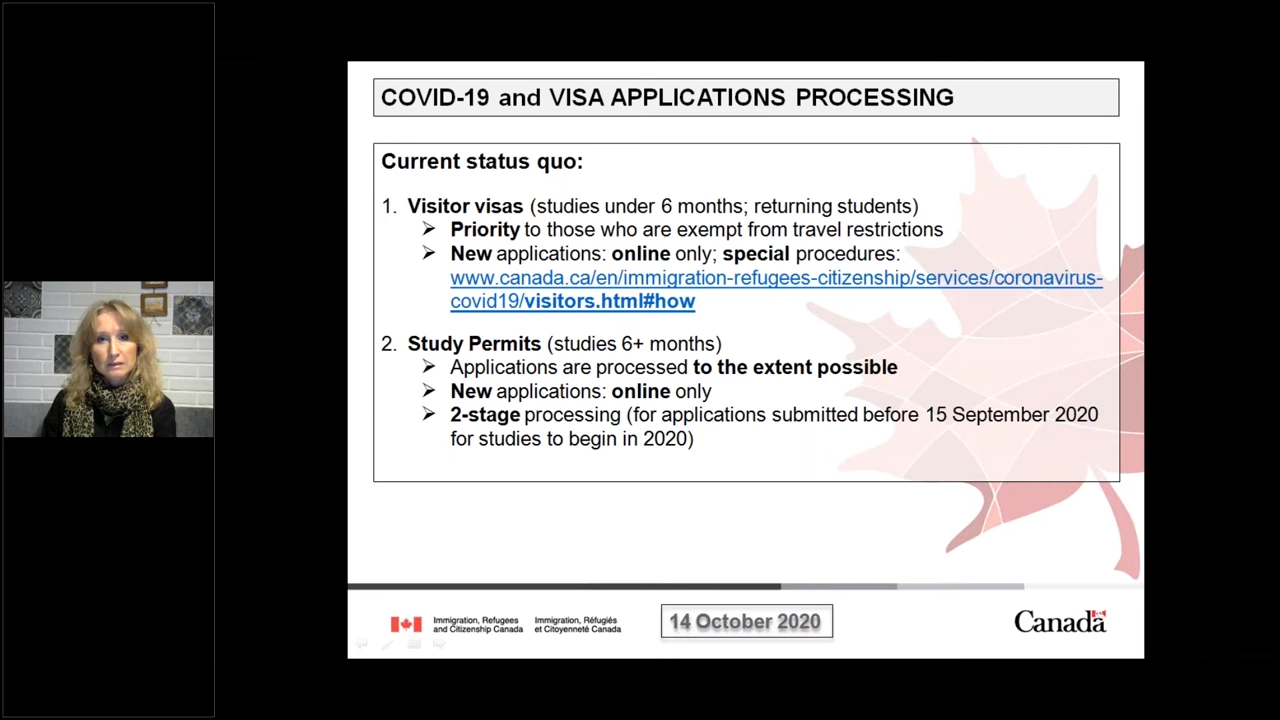 COVID-19 and VISA APPLICATIONS PROCESSING
Current status quo:
1. Visitor visas (studies under 6 months; returning students)
➢ Priority to those who are exempt from travel restrictions
➢ New applications: online only; special procedures:
www.canada.ca/en/immigration-refugees-citizenship/services/coronavirus-
covid19/visitors.html#how
2. Study Permits (studies 6+ months)
➢ Applications are processed to the extent possible
➢ New applications: online only
➢ 2-stage processing (for applications submitted before 15 September 2020
for studies to begin in 2020)
Immigration, Refugees
and Citizenship Canada
Immigration, Réfugiés
et Citoyenneté Canada
14 October 2020
Canada